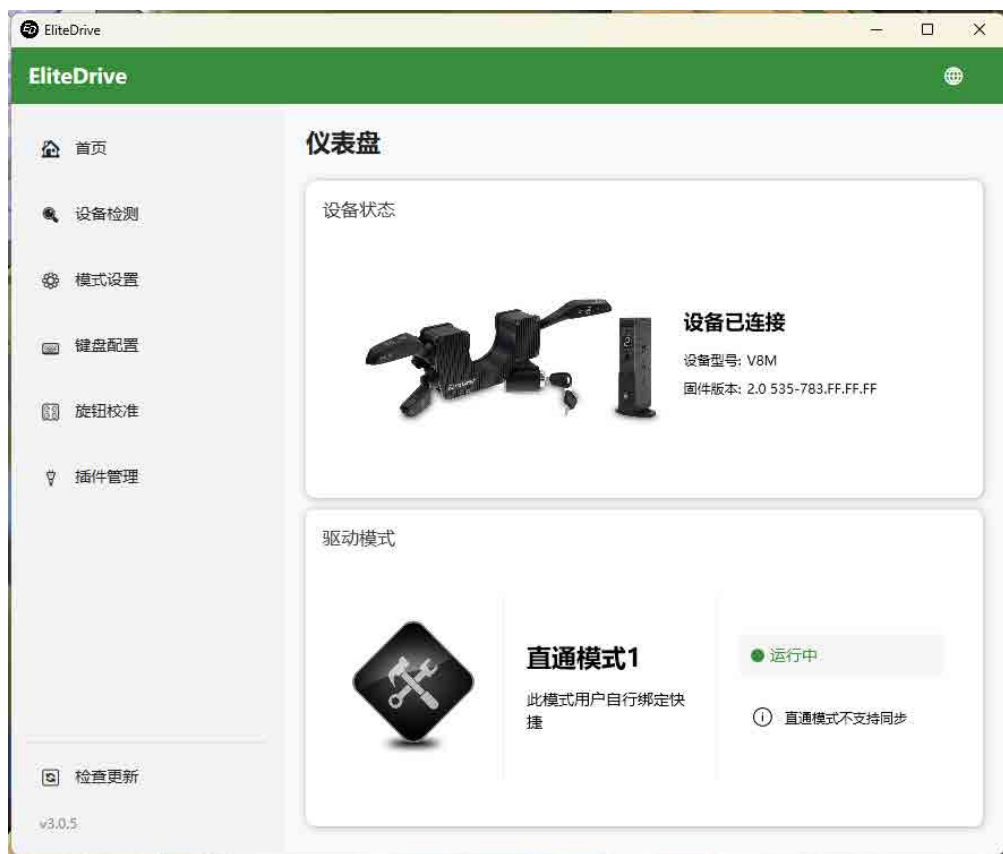 EliteDrive
EliteDrive
首页
设备检测
模式设置
键盘配置
旋钮校准
插件管理
检查更新
v3.0.5
仪表盘
设备状态
设备已连接
设备型号: V8M
固件版本: 2.0 535-783.FF.FF.FF
驱动模式
直通模式1
此模式用户自行绑定快
捷
运行中
直通模式不支持同步